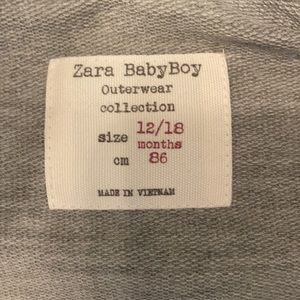 Zara BabyBoy
Outerwear
collection
size 12/18
months
cm 86
MADE IN VIETNAM